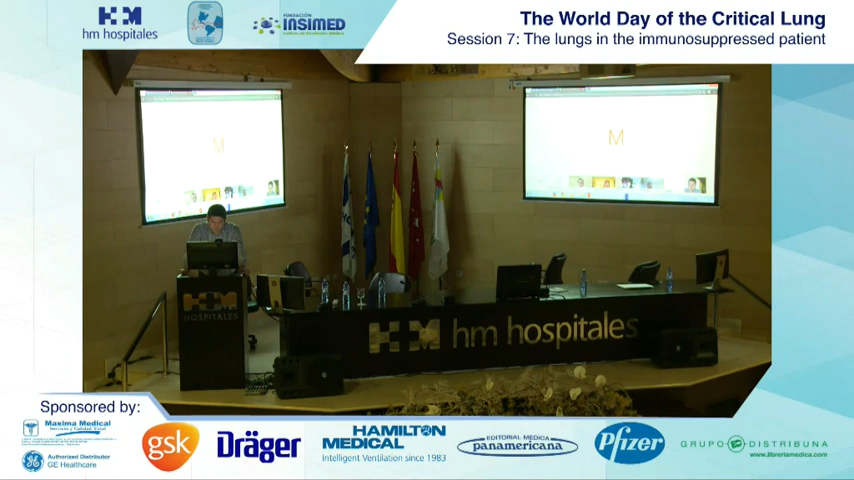 hm hospitales
FUNDACIÓN
INSIMED
The World Day of the Critical Lung
Session 7: The lungs in the immunosuppressed patient
M
M
HM
HOSPITALES
HM hm hospitales
Sponsored by:
Maxima Medical
Authorized Distributor
GE Healthcare
gsk
Dräger
HAMILTON
MEDICAL
Intelligent Ventilation since 1983
EDITORIAL MEDICA
panamericana
Pfizer
GRUPO DISTRIBUNA
www.libreriamedica.com